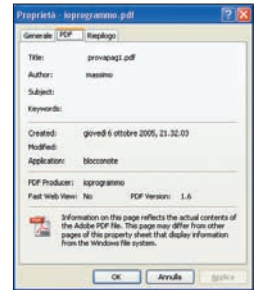 Proprietà - ioprogrammo.pdf
Generale PDF Riepilogo
Title: provapag1.pdf
Author: massimo
Subject:
Keywords:
Created: giovedì 6 ottobre 2005, 21.32.03
Modified:
Application: blocconote
PDF Producer: ioprogrammo
Fast Web View: No PDF Version: 1.6
Information on this page reflects the actual contents of
the Adobe PDF file. This page may differ from other
pages of this property sheet that display information
from the Windows file system.
OK Annulla Applica